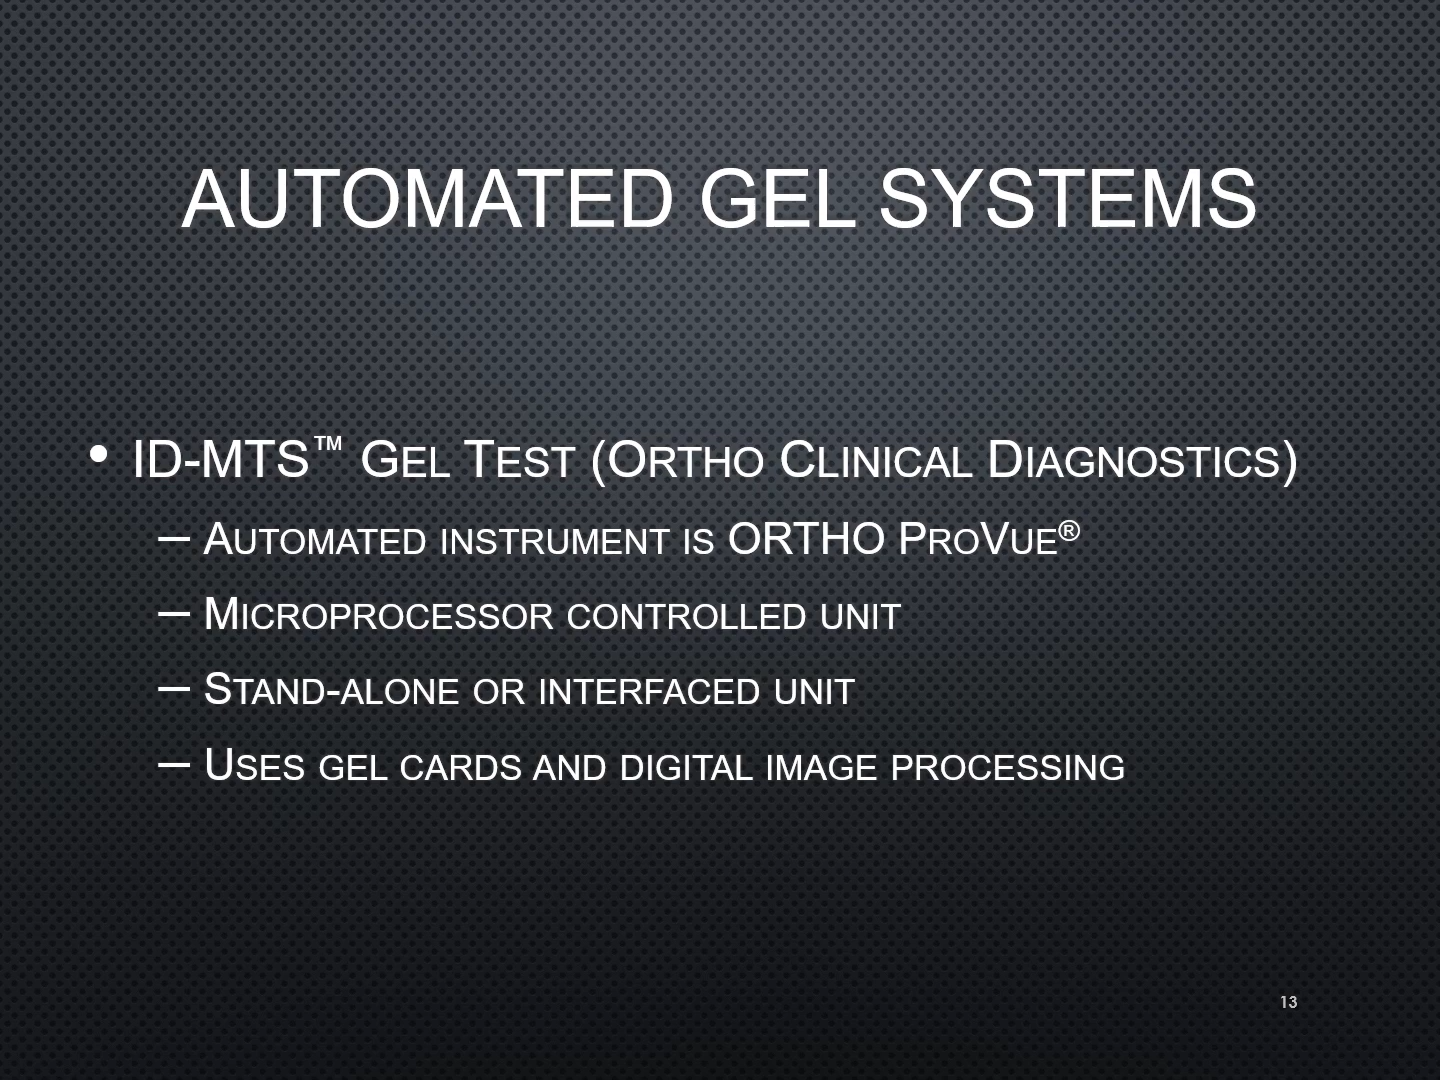 AUTOMATED GEL SYSTEMS
• ID-MTS™ Gel Test (Ortho Clinical Diagnostics)
– Automated instrument is ORTHO ProVue®
– Microprocessor controlled unit
– Stand-alone or interfaced unit
– Uses gel cards and digital image processing
13